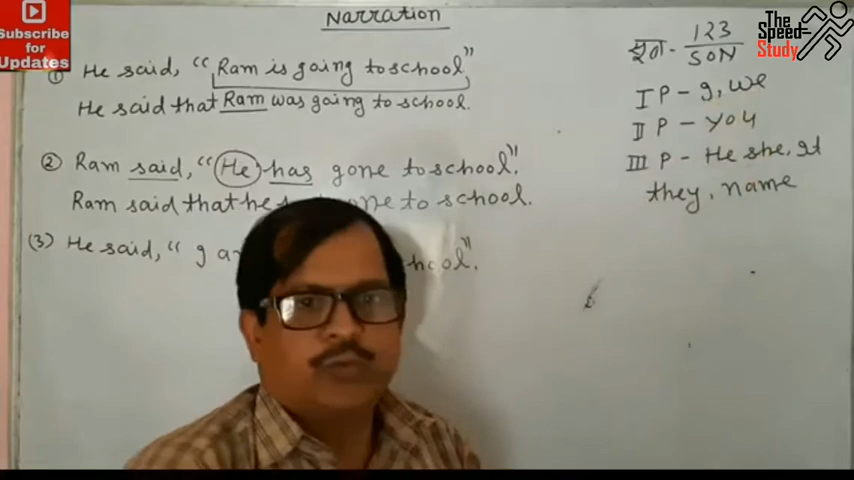 Subscribe
for
Updates
The
Speed
Study
Narration
① He said, "Ram is going to school"
He said that Ram was going to school.
② Ram said, "He has gone to school".
Ram said that he gone to school.
(3) He said, "I school".
सूत्र - 123
SON
I P - I, we
II P - You
III P - He she, It
they, name